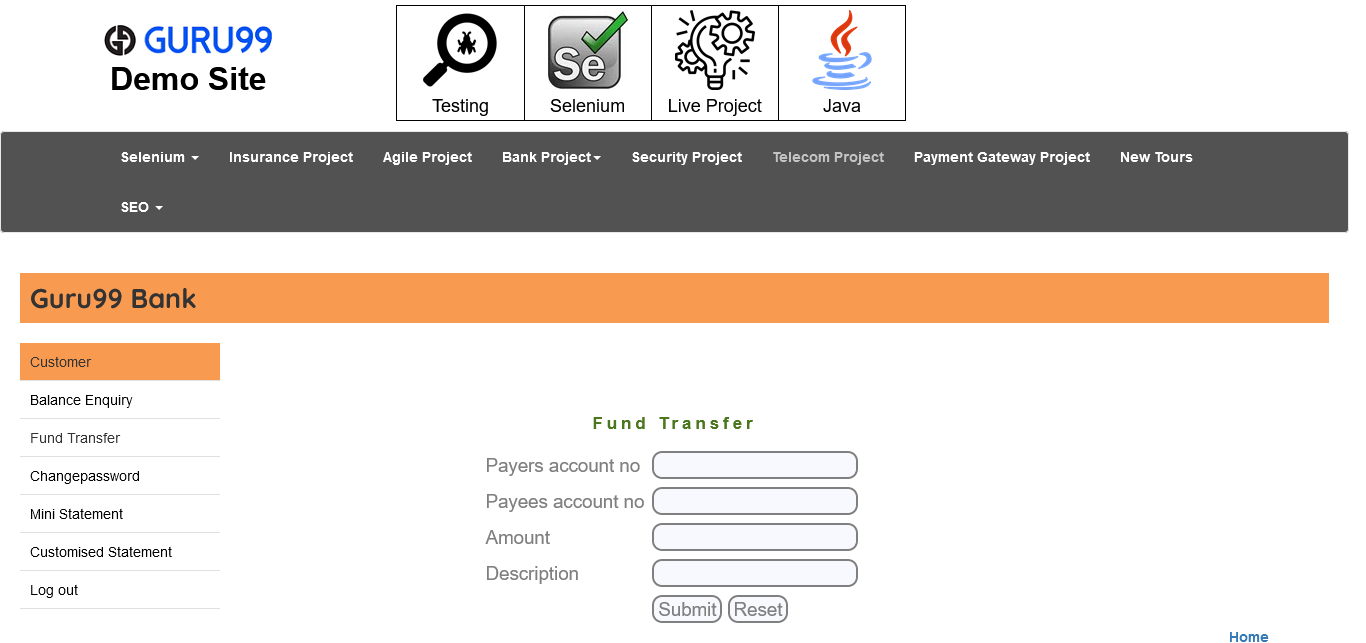 GURU99
Demo Site
Testing Selenium Live Project Java
Se
Selenium Insurance Project Agile Project Bank Project Security Project Telecom Project Payment Gateway Project New Tours
SEO
Guru99 Bank
Customer
Balance Enquiry
Fund Transfer
Changepassword
Mini Statement
Customised Statement
Log out
Fund Transfer
Payers account no
Payees account no
Amount
Description
Submit Reset
Home